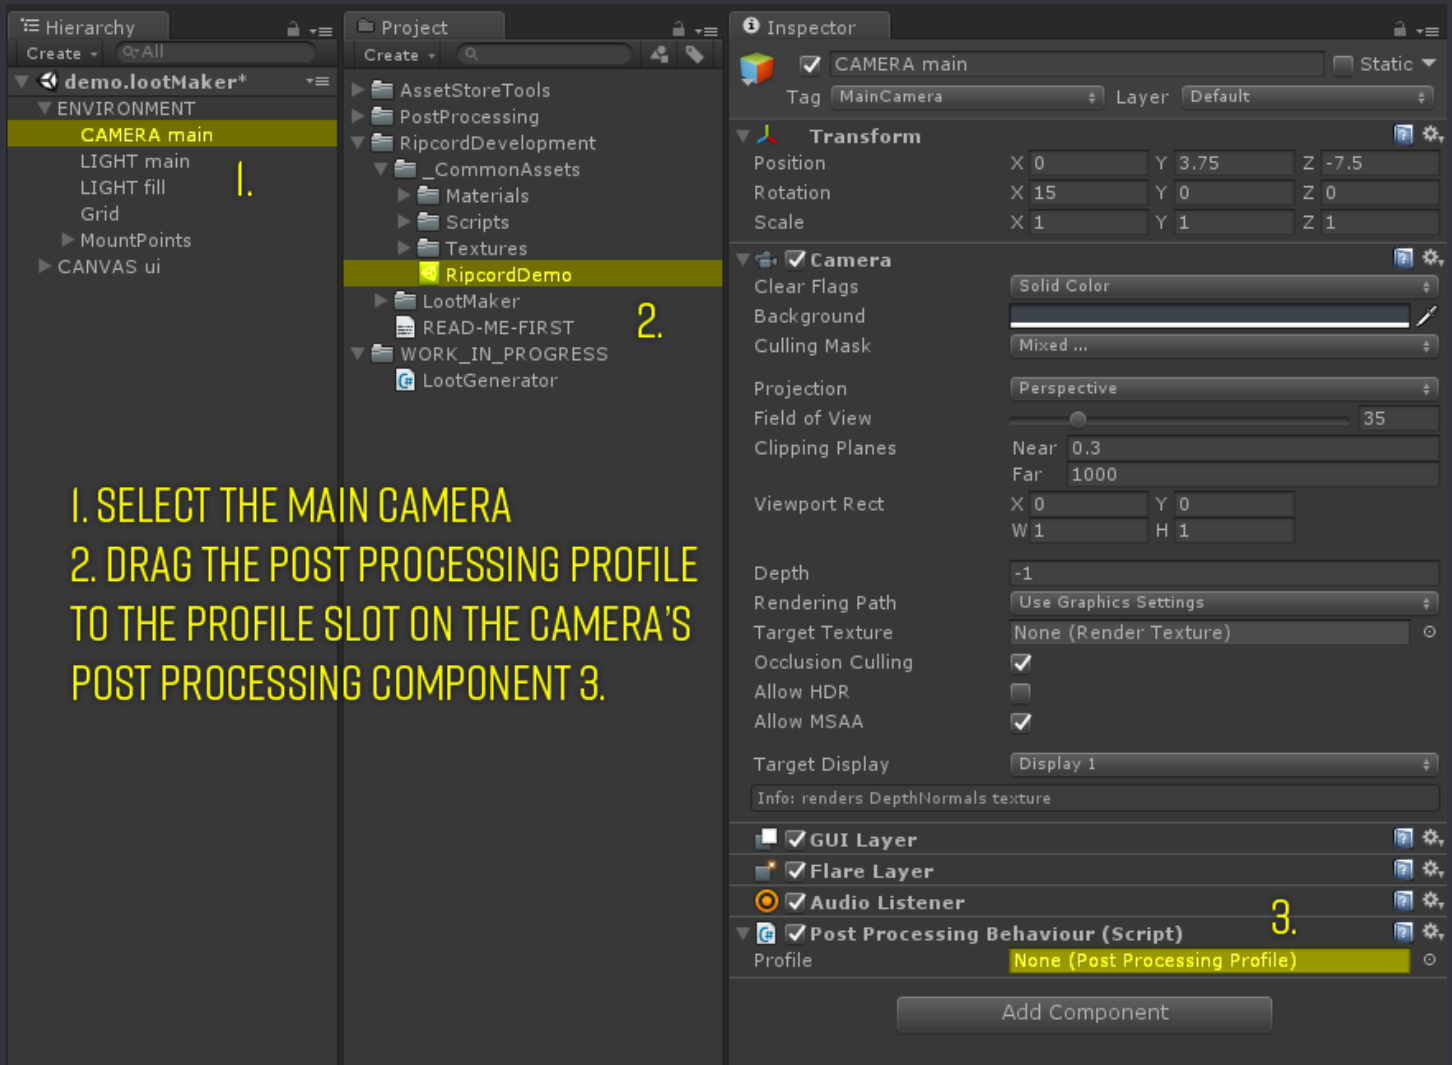 Hierarchy
Create
All
demo.lootMaker*
ENVIRONMENT
CAMERA main
LIGHT main
LIGHT fill
Grid
MountPoints
CANVAS ui
1.
Project
Create
AssetStoreTools
PostProcessing
RipcordDevelopment
_CommonAssets
Materials
Scripts
Textures
RipcordDemo
LootMaker
READ-ME-FIRST
WORK_IN_PROGRESS
LootGenerator
2.
1. SELECT THE MAIN CAMERA
2. DRAG THE POST PROCESSING PROFILE
TO THE PROFILE SLOT ON THE CAMERA'S
POST PROCESSING COMPONENT 3.
Inspector
CAMERA main Static
Tag MainCamera Layer Default
Transform
Position X 0 Y 3.75 Z -7.5
Rotation X 15 Y 0 Z 0
Scale X 1 Y 1 Z 1
Camera
Clear Flags Solid Color
Background
Culling Mask Mixed ...
Projection Perspective
Field of View 35
Clipping Planes Near 0.3
Far 1000
Viewport Rect X 0 Y 0
W 1 H 1
Depth -1
Rendering Path Use Graphics Settings
Target Texture None (Render Texture)
Occlusion Culling
Allow HDR
Allow MSAA
Target Display Display 1
Info: renders DepthNormals texture
GUI Layer
Flare Layer
Audio Listener
3.
Post Processing Behaviour (Script)
Profile None (Post Processing Profile)
Add Component